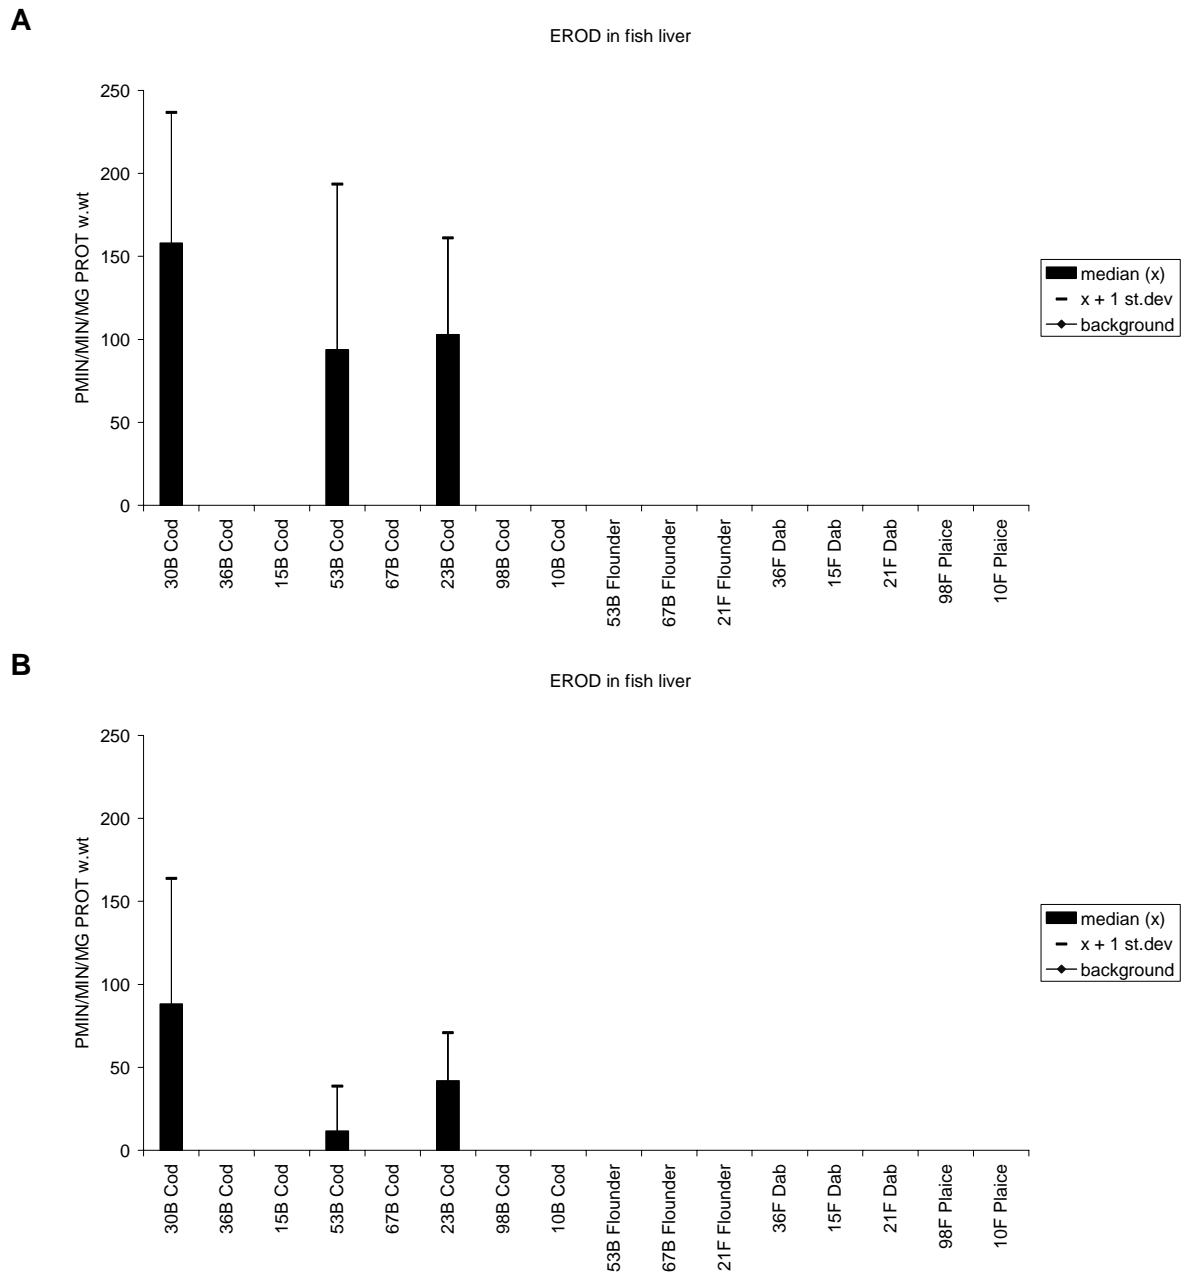 A
EROD in fish liver
PMIN/MIN/MG PROT w.wt
250
200
150
100
50
0
30B Cod
36B Cod
15B Cod
53B Cod
67B Cod
23B Cod
98B Cod
10B Cod
53B Flounder
67B Flounder
21F Flounder
36F Dab
15F Dab
21F Dab
98F Plaice
10F Plaice
median (x)
x + 1 st.dev
background
B
EROD in fish liver
PMIN/MIN/MG PROT w.wt
250
200
150
100
50
0
30B Cod
36B Cod
15B Cod
53B Cod
67B Cod
23B Cod
98B Cod
10B Cod
53B Flounder
67B Flounder
21F Flounder
36F Dab
15F Dab
21F Dab
98F Plaice
10F Plaice
median (x)
x + 1 st.dev
background